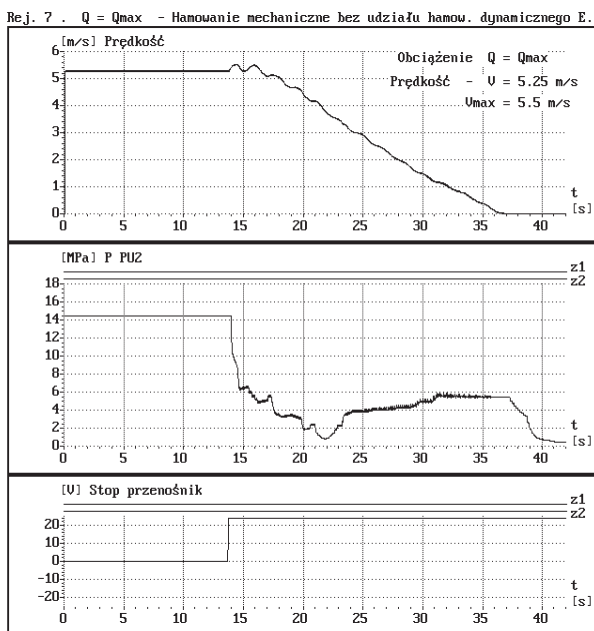 Rej. 7 . Q = Qmax - Hamowanie mechaniczne bez udziału hamow. dynamicznego E.
[m/s] Prędkość
Obciążenie Q = Qmax
Prędkość - V = 5.25 m/s
Vmax = 5.5 m/s
6
5
4
3
2
1
0
t
[s]
0 5 10 15 20 25 30 35 40
[MPa] P PU2
z1
z2
18
16
14
12
10
8
6
4
2
0
t
[s]
0 5 10 15 20 25 30 35 40
[V] Stop przenośnik
z1
z2
20
10
0
-10
-20
t
[s]
0 5 10 15 20 25 30 35 40